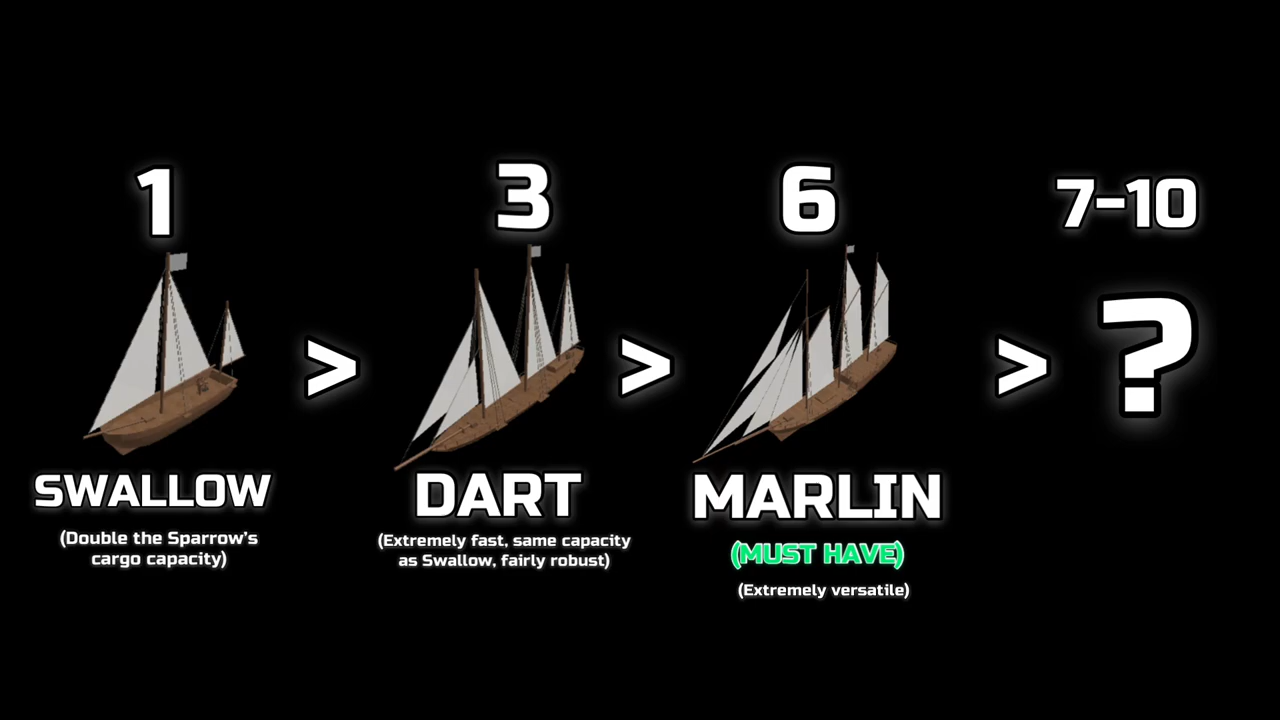 1
3
6
7-10
>
>
>
?
SWALLOW
(Double the Sparrow's
cargo capacity)
DART
(Extremely fast, same capacity
as Swallow, fairly robust)
MARLIN
(MUST HAVE)
(Extremely versatile)